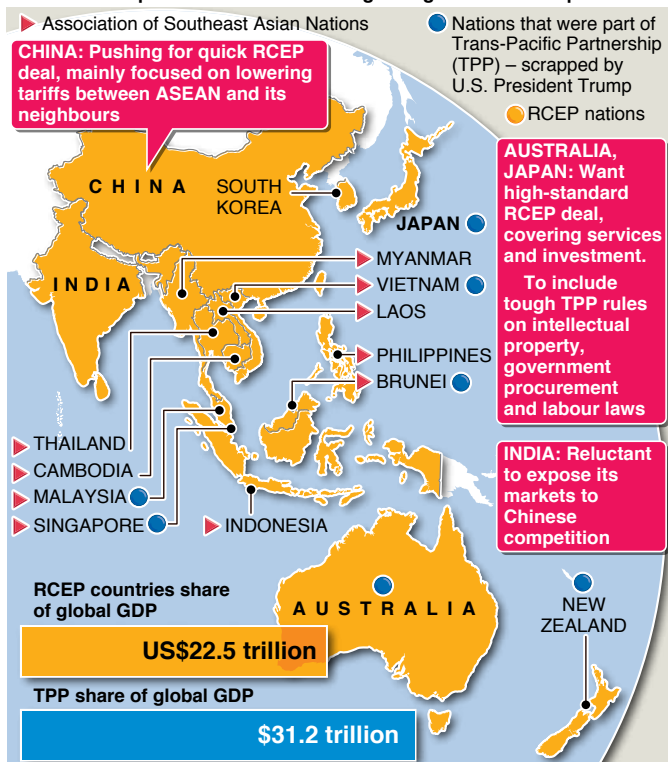 Association of Southeast Asian Nations
Nations that were part of
Trans-Pacific Partnership
(TPP) – scrapped by
U.S. President Trump
RCEP nations
CHINA: Pushing for quick RCEP
deal, mainly focused on lowering
tariffs between ASEAN and its
neighbours
AUSTRALIA,
JAPAN: Want
high-standard
RCEP deal,
covering services
and investment.
To include
tough TPP rules
on intellectual
property,
government
procurement
and labour laws
INDIA: Reluctant
to expose its
markets to
Chinese
competition
CHINA
SOUTH
KOREA
JAPAN
INDIA
MYANMAR
VIETNAM
LAOS
PHILIPPINES
BRUNEI
THAILAND
CAMBODIA
MALAYSIA
SINGAPORE
INDONESIA
AUSTRALIA
NEW
ZEALAND
RCEP countries share
of global GDP
US$22.5 trillion
TPP share of global GDP
$31.2 trillion